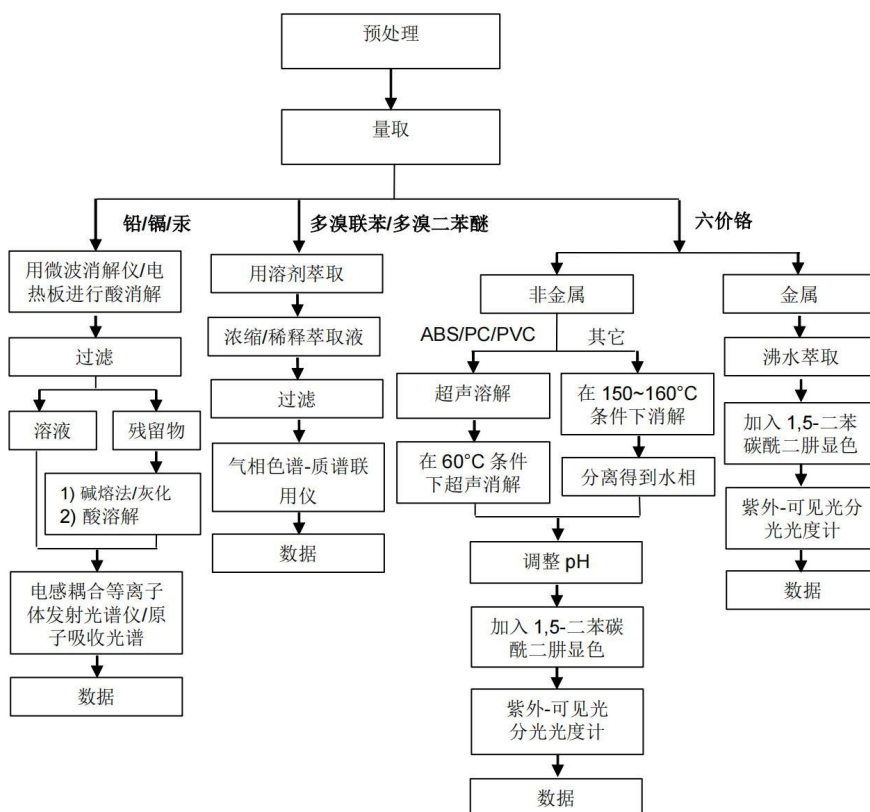 预处理
量取
铅/镉/汞
多溴联苯/多溴二苯醚
六价铬
用微波消解仪/电
热板进行酸消解
过滤
溶液
残留物
1) 碱熔法/灰化
2) 酸溶解
电感耦合等离子
体发射光谱仪/原
子吸收光谱
数据
用溶剂萃取
浓缩/稀释萃取液
过滤
气相色谱-质谱联
用仪
数据
非金属
ABS/PC/PVC
其它
超声溶解
在 60°C 条件
下超声消解
在 150~160°C
条件下消解
分离得到水相
调整 pH
加入 1,5-二苯碳
酰二肼显色
紫外-可见光
分光光度计
数据
金属
沸水萃取
加入 1,5-二苯
碳酰二肼显色
紫外-可见光分
光光度计
数据